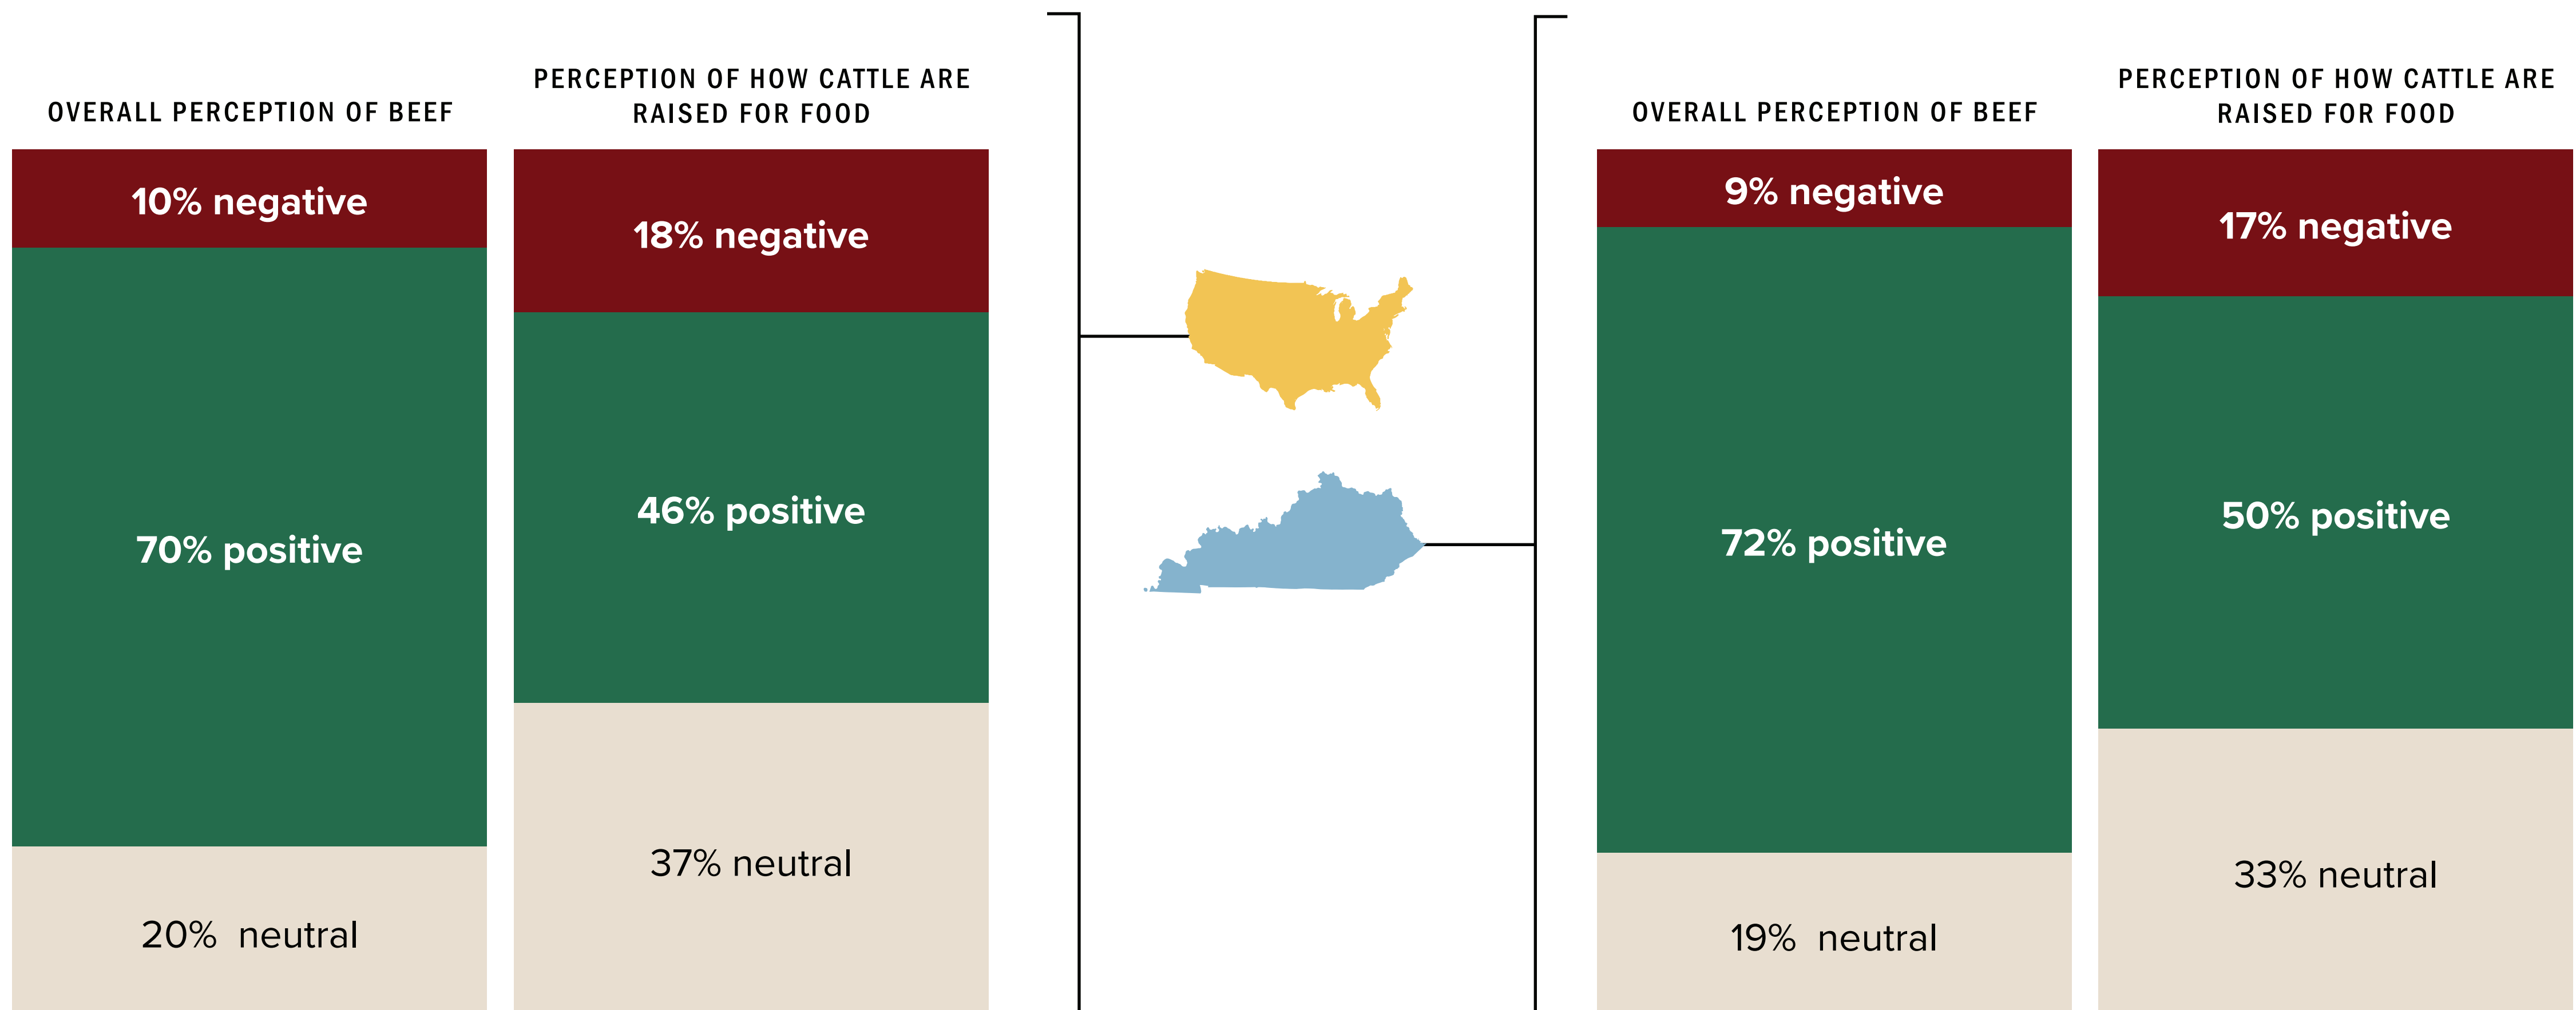 OVERALL PERCEPTION OF BEEF
10% negative
70% positive
20% neutral
PERCEPTION OF HOW CATTLE ARE
RAISED FOR FOOD
18% negative
46% positive
37% neutral
OVERALL PERCEPTION OF BEEF
9% negative
72% positive
19% neutral
PERCEPTION OF HOW CATTLE ARE
RAISED FOR FOOD
17% negative
50% positive
33% neutral